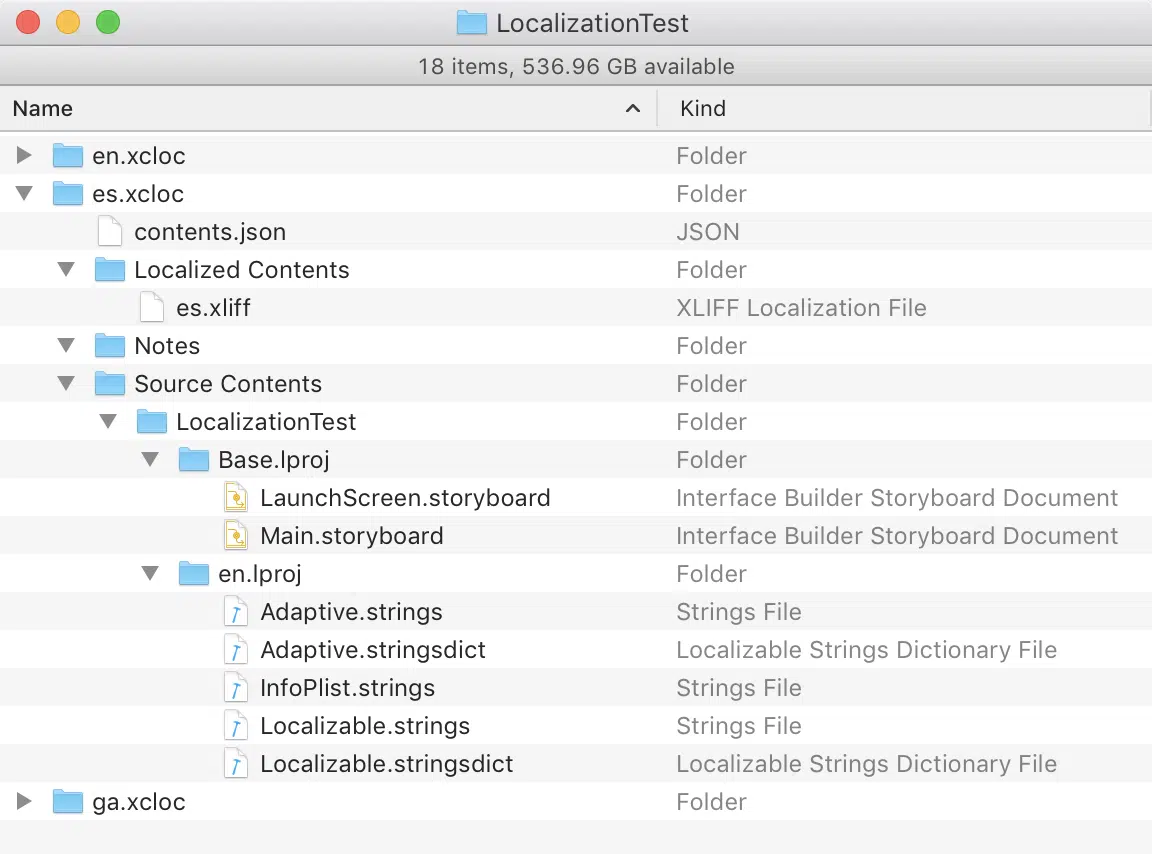 LocalizationTest
18 items, 536.96 GB available
Name Kind
en.xcloc Folder
es.xcloc Folder
contents.json JSON
Localized Contents Folder
es.xliff XLIFF Localization File
Notes Folder
Source Contents Folder
LocalizationTest Folder
Base.lproj Folder
LaunchScreen.storyboard Interface Builder Storyboard Document
Main.storyboard Interface Builder Storyboard Document
en.lproj Folder
Adaptive.strings Strings File
Adaptive.stringsdict Localizable Strings Dictionary File
InfoPlist.strings Strings File
Localizable.strings Strings File
Localizable.stringsdict Localizable Strings Dictionary File
ga.xcloc Folder